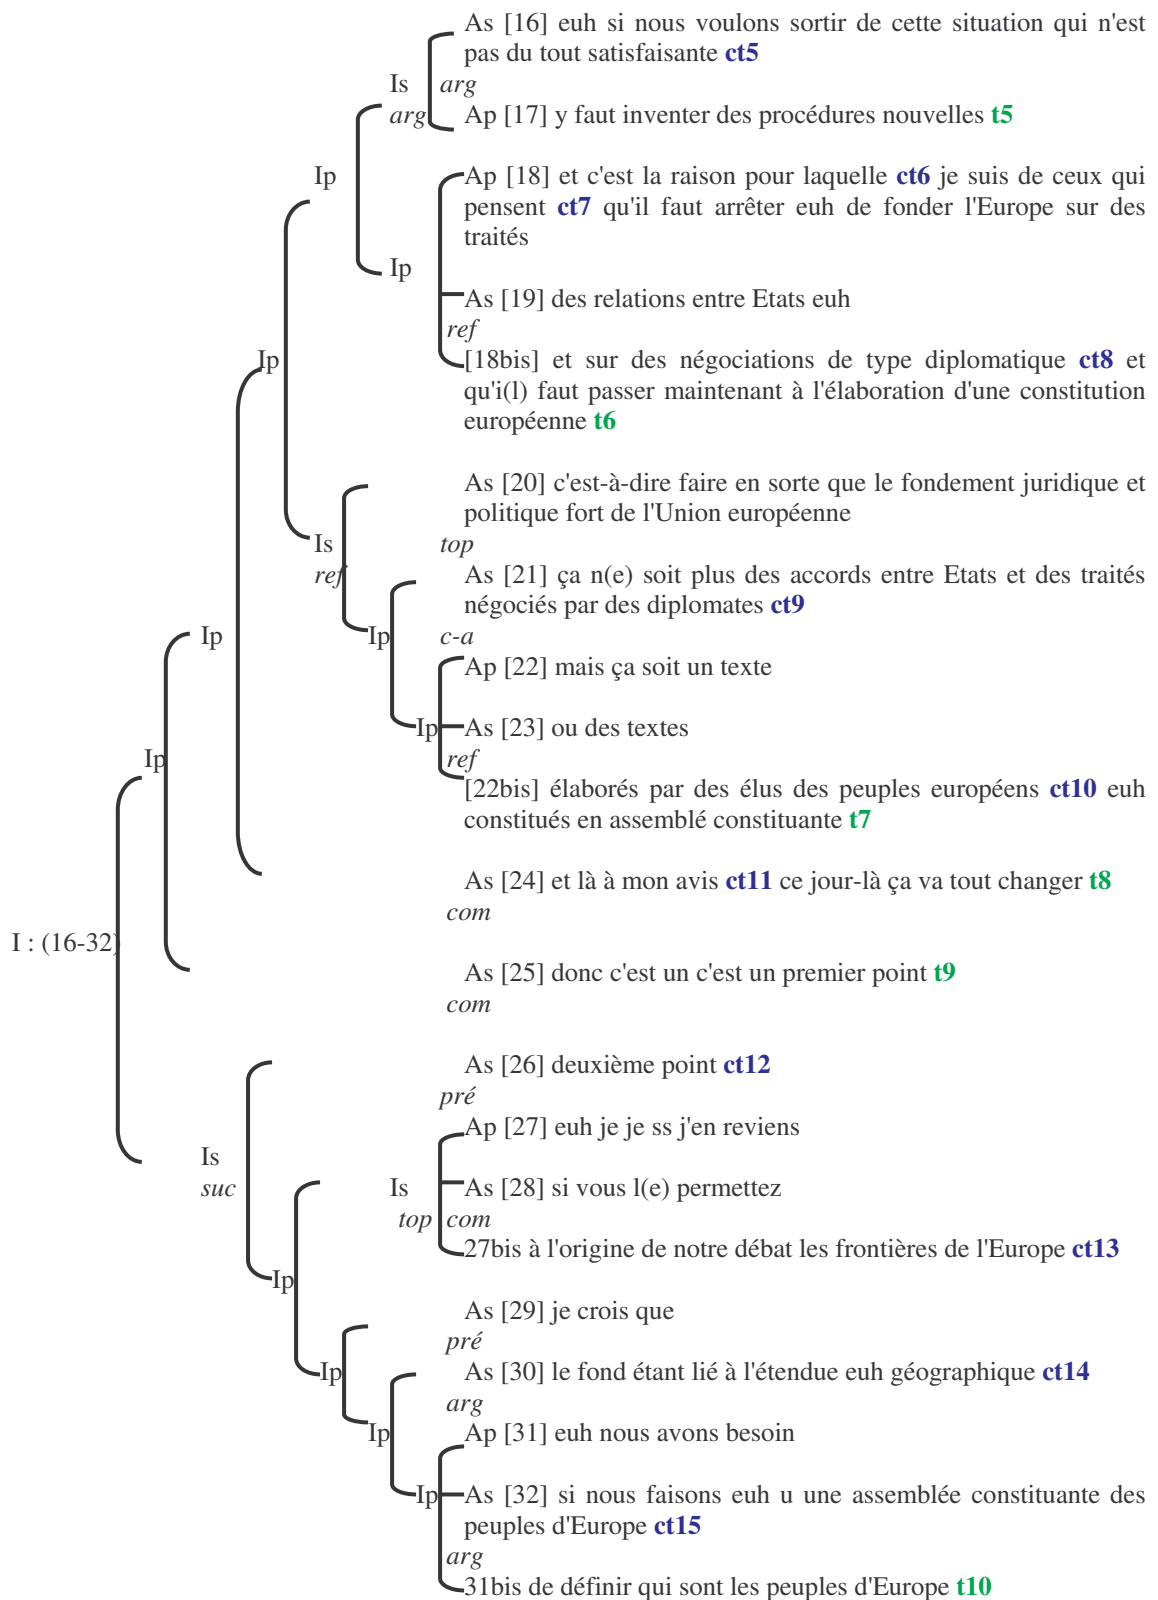 As [16] euh si nous voulons sortir de cette situation qui n'est
pas du tout satisfaisante ct5
Is arg
arg
Ap [17] y faut inventer des procédures nouvelles t5
Ip
Ap [18] et c'est la raison pour laquelle ct6 je suis de ceux qui
pensent ct7 qu'il faut arrêter euh de fonder l'Europe sur des
traités
Ip
As [19] des relations entre Etats euh
ref
Ip
[18bis] et sur des négociations de type diplomatique ct8 et
qu'i(l) faut passer maintenant à l'élaboration d'une constitution
européenne t6
As [20] c'est-à-dire faire en sorte que le fondement juridique et
politique fort de l'Union européenne
Is top
ref
As [21] ça n(e) soit plus des accords entre Etats et des traités
négociés par des diplomates ct9
Ip Ip c-a
Ap [22] mais ça soit un texte
Ip As [23] ou des textes
Ip ref
[22bis] élaborés par des élus des peuples européens ct10 euh
constitués en assemblé constituante t7
As [24] et là à mon avis ct11 ce jour-là ça va tout changer t8
com
I : (16-32)
As [25] donc c'est un c'est un premier point t9
com
As [26] deuxième point ct12
pré
Ap [27] euh je je ss j'en reviens
Is
suc
Is As [28] si vous l(e) permettez
top com
27bis à l'origine de notre débat les frontières de l'Europe ct13
Ip
As [29] je crois que
pré
Ip As [30] le fond étant lié à l'étendue euh géographique ct14
arg
Ip Ap [31] euh nous avons besoin
Ip As [32] si nous faisons euh u une assemblée constituante des
peuples d'Europe ct15
arg
31bis de définir qui sont les peuples d'Europe t10